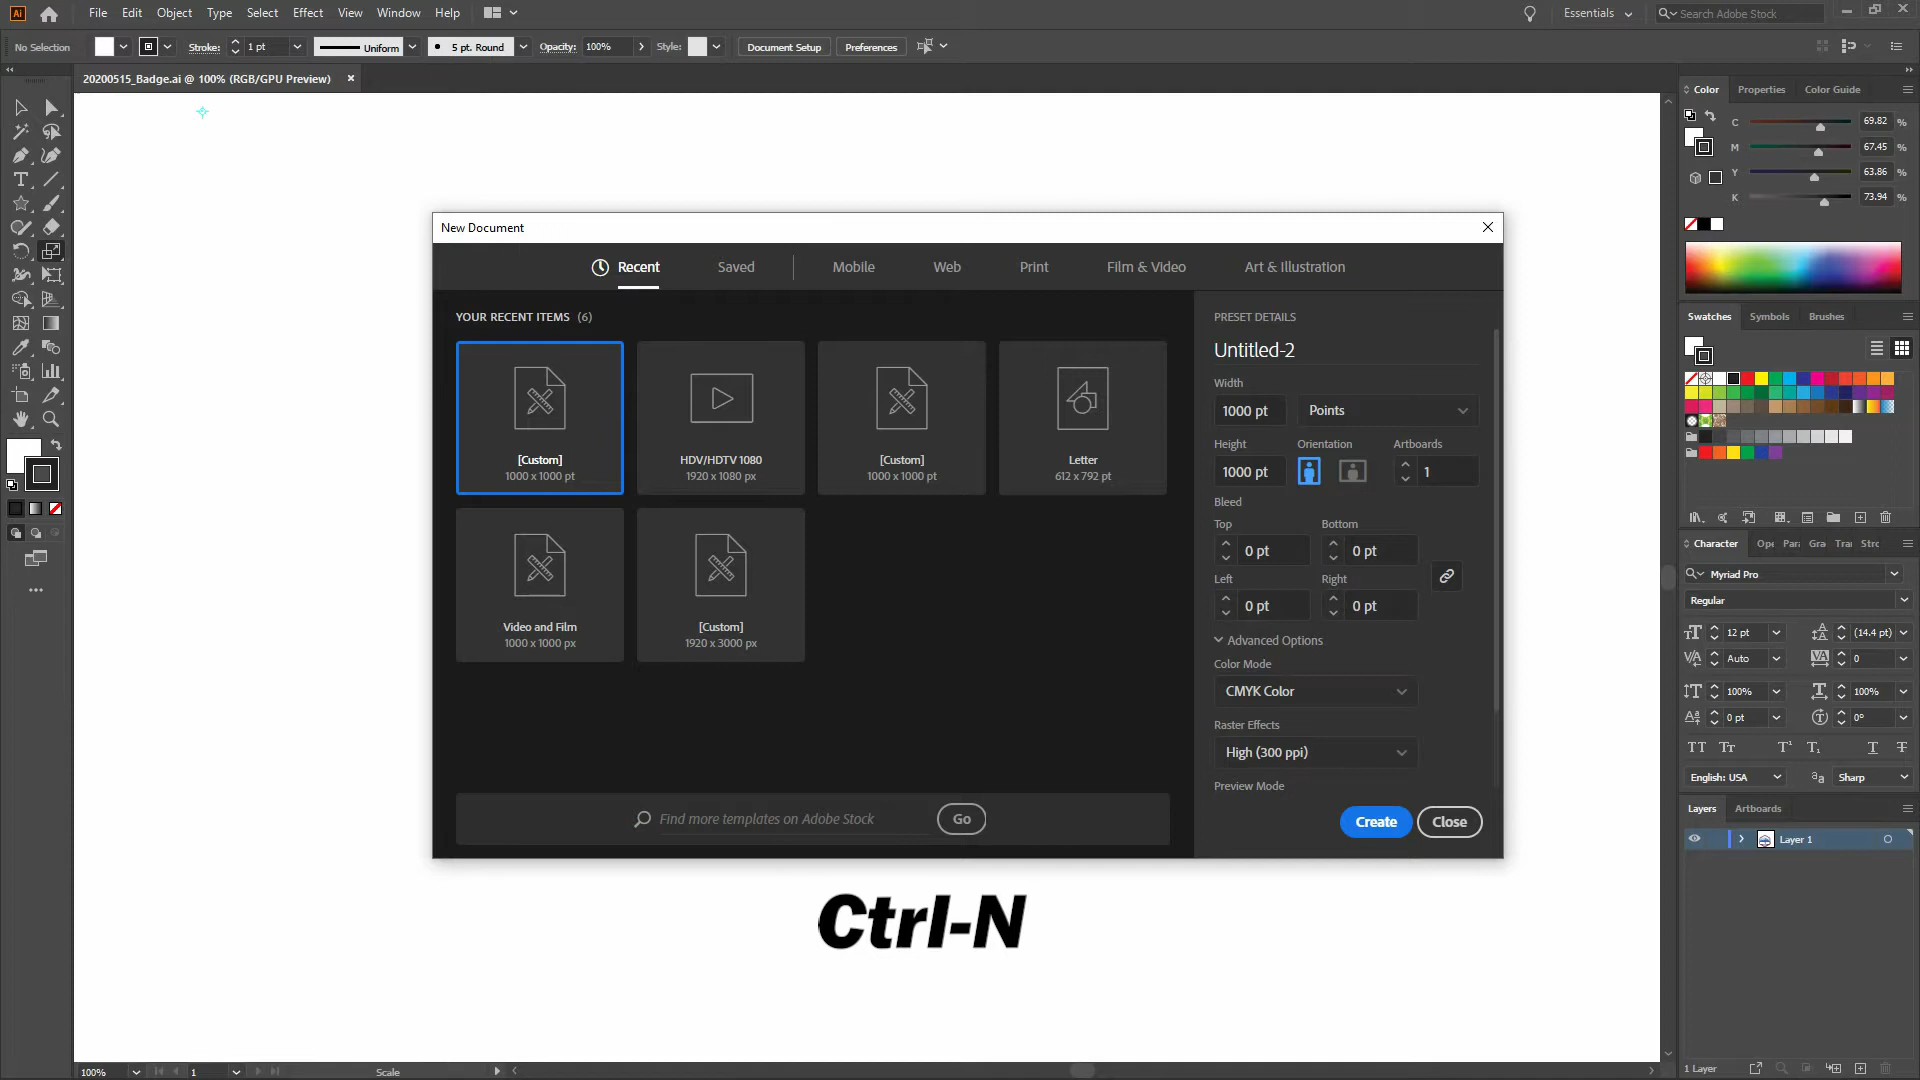 Ai File Edit Object Type Select Effect View Window Help Essentials Search Adobe Stock
No Selection Stroke: 1 pt Uniform 5 pt. Round Opacity: 100% Style: Document Setup Preferences
20200515_Badge.ai @ 100% (RGB/GPU Preview) ×
New Document
Recent Saved Mobile Web Print Film & Video Art & Illustration
YOUR RECENT ITEMS (6)
[Custom]
1000 x 1000 pt
HDV/HDTV 1080
1920 x 1080 px
[Custom]
1000 x 1000 pt
Letter
612 x 792 pt
Video and Film
1000 x 1000 px
[Custom]
1920 x 3000 px
Find more templates on Adobe Stock Go
PRESET DETAILS
Untitled-2
Width
1000 pt Points
Height Orientation Artboards
1000 pt 1
Bleed
Top Bottom
0 pt 0 pt
Left Right
0 pt 0 pt
Advanced Options
Color Mode
CMYK Color
Raster Effects
High (300 ppi)
Preview Mode
Create Close
Ctrl-N
Color Properties Color Guide
C 69.82 %
M 67.45 %
Y 63.86 %
K 73.94 %
Swatches Symbols Brushes
Character Ope Para Gra Tra Stro
Myriad Pro
Regular
12 pt (14.4 pt)
Auto 0
100% 100%
0 pt 0°
English: USA Sharp
Layers Artboards
Layer 1
1 Layer
100% 1 Scale